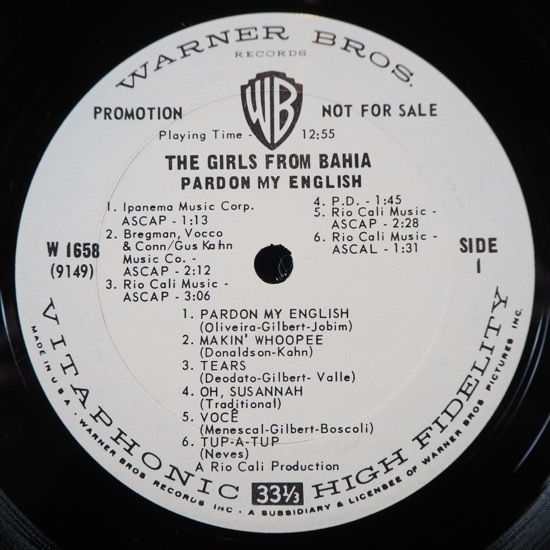 WARNER BROS.
RECORDS
WB
PROMOTION NOT FOR SALE
Playing Time - 12:55
THE GIRLS FROM BAHIA
PARDON MY ENGLISH
1. Ipanema Music Corp.
ASCAP - 1:13
2. Bregman, Vocco
& Conn/Gus Kahn
Music Co. -
ASCAP - 2:12
3. Rio Cali Music -
ASCAP - 3:06
4. P.D. - 1:45
5. Rio Cali Music -
ASCAP - 2:28
6. Rio Cali Music -
ASCAL - 1:31
W 1658
(9149)
SIDE
1
1. PARDON MY ENGLISH
(Oliveira-Gilbert-Jobim)
2. MAKIN' WHOOPEE
(Donaldson-Kahn)
3. TEARS
(Deodato-Gilbert- Valle)
4. OH, SUSANNAH
(Traditional)
5. VOCÊ
(Menescal-Gilbert-Boscoli)
6. TUP-A-TUP
(Neves)
A Rio Cali Production
VITAPHONIC 33⅓ HIGH FIDELITY
MADE IN U.S.A. • WARNER BROS RECORDS INC. • A SUBSIDIARY & LICENSEE OF WARNER BROS PICTURES INC.